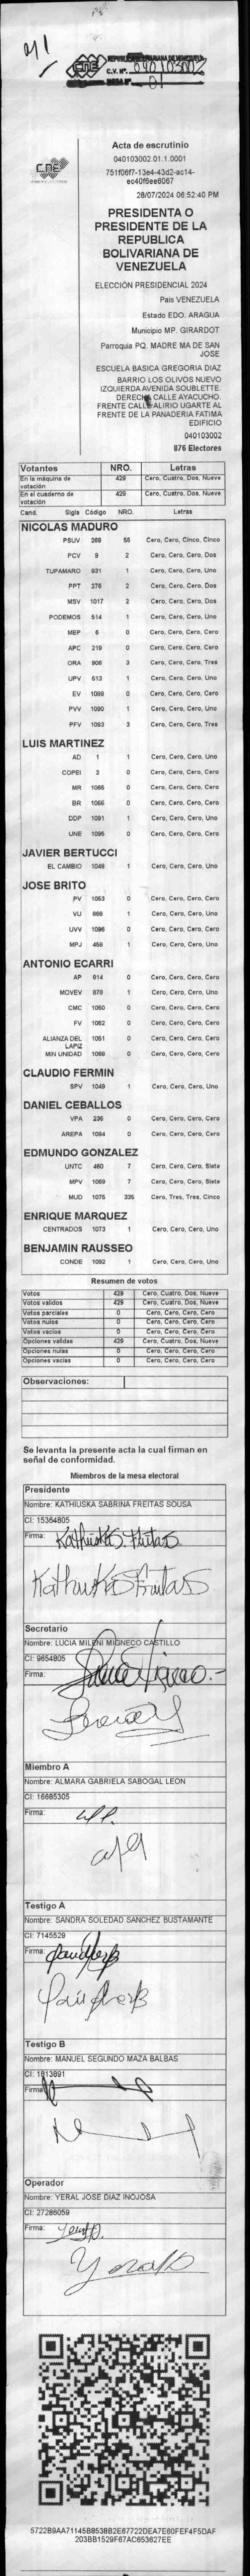 REPUBLICA BOLIVARIANA DE VENEZUELA
CNE C.V. Nº. 040103002
MESA Nº. 01
Acta de escrutinio
CNE
040103002.01.1.0001
751f06f7-13e4-43d2-ac14-
ec40f6ee6067
28/07/2024 06:52:40 PM
PRESIDENTA O
PRESIDENTE DE LA
REPUBLICA
BOLIVARIANA DE
VENEZUELA
ELECCIÓN PRESIDENCIAL 2024
País VENEZUELA
Estado EDO. ARAGUA
Municipio MP. GIRARDOT
Parroquia PQ. MADRE MA DE SAN
JOSE
ESCUELA BASICA GREGORIA DIAZ
BARRIO LOS OLIVOS NUEVO
IZQUIERDA AVENIDA SOUBLETTE.
DERECHA CALLE AYACUCHO.
FRENTE CALLE ALIRIO UGARTE AL
FRENTE DE LA PANADERIA FATIMA
EDIFICIO
040103002
876 Electores
Votantes NRO. Letras
En la máquina de votación 429 Cero, Cuatro, Dos, Nueve
En el cuaderno de votación 429 Cero, Cuatro, Dos, Nueve
Cand. Sigla Código NRO. Letras
NICOLAS MADURO
PSUV 269 55 Cero, Cero, Cinco, Cinco
PCV 9 2 Cero, Cero, Cero, Dos
TUPAMARO 931 1 Cero, Cero, Cero, Uno
PPT 276 2 Cero, Cero, Cero, Dos
MSV 1017 2 Cero, Cero, Cero, Dos
PODEMOS 514 1 Cero, Cero, Cero, Uno
MEP 6 0 Cero, Cero, Cero, Cero
APC 219 0 Cero, Cero, Cero, Cero
ORA 906 3 Cero, Cero, Cero, Tres
UPV 513 1 Cero, Cero, Cero, Uno
EV 1089 0 Cero, Cero, Cero, Cero
PVV 1090 1 Cero, Cero, Cero, Uno
PFV 1093 3 Cero, Cero, Cero, Tres
LUIS MARTINEZ
AD 1 1 Cero, Cero, Cero, Uno
COPEI 2 0 Cero, Cero, Cero, Cero
MR 1065 0 Cero, Cero, Cero, Cero
BR 1066 0 Cero, Cero, Cero, Cero
DDP 1091 1 Cero, Cero, Cero, Uno
UNE 1095 0 Cero, Cero, Cero, Cero
JAVIER BERTUCCI
EL CAMBIO 1048 1 Cero, Cero, Cero, Uno
JOSE BRITO
PV 1053 0 Cero, Cero, Cero, Cero
VU 868 1 Cero, Cero, Cero, Uno
UVV 1096 0 Cero, Cero, Cero, Cero
MPJ 458 1 Cero, Cero, Cero, Uno
ANTONIO ECARRI
AP 914 0 Cero, Cero, Cero, Cero
MOVEV 878 1 Cero, Cero, Cero, Uno
CMC 1050 0 Cero, Cero, Cero, Cero
FV 1062 0 Cero, Cero, Cero, Cero
ALIANZA DEL LAPIZ 1051 0 Cero, Cero, Cero, Cero
MIN UNIDAD 1068 0 Cero, Cero, Cero, Cero
CLAUDIO FERMIN
SPV 1049 1 Cero, Cero, Cero, Uno
DANIEL CEBALLOS
VPA 236 0 Cero, Cero, Cero, Cero
AREPA 1094 0 Cero, Cero, Cero, Cero
EDMUNDO GONZALEZ
UNTC 460 7 Cero, Cero, Cero, Siete
MPV 1069 7 Cero, Cero, Cero, Siete
MUD 1075 335 Cero, Tres, Tres, Cinco
ENRIQUE MARQUEZ
CENTRADOS 1073 1 Cero, Cero, Cero, Uno
BENJAMIN RAUSSEO
CONDE 1092 1 Cero, Cero, Cero, Uno
Resumen de votos
Votos 429 Cero, Cuatro, Dos, Nueve
Votos válidos 429 Cero, Cuatro, Dos, Nueve
Votos parciales 0 Cero, Cero, Cero, Cero
Votos nulos 0 Cero, Cero, Cero, Cero
Votos vacíos 0 Cero, Cero, Cero, Cero
Opciones validas 429 Cero, Cuatro, Dos, Nueve
Opciones nulas 0 Cero, Cero, Cero, Cero
Opciones vacías 0 Cero, Cero, Cero, Cero
Observaciones:
Se levanta la presente acta la cual firman en
señal de conformidad.
Miembros de la mesa electoral
Presidente
Nombre: KATHIUSKA SABRINA FREITAS SOUSA
CI: 15364805
Firma: Kathiuska S. Freitas
Kathiuska S Freitas
Secretario
Nombre: LUCIA MILENI MIGNECO CASTILLO
CI: 9654805
Firma:
Miembro A
Nombre: ALMARA GABRIELA SABOGAL LEON
CI: 16685305
Firma:
Testigo A
Nombre: SANDRA SOLEDAD SANCHEZ BUSTAMANTE
CI: 7145529
Firma:
Testigo B
Nombre: MANUEL SEGUNDO MAZA BALBAS
CI: 1813891
Firma:
Operador
Nombre: YERAL JOSE DIAZ INOJOSA
CI: 27286059
Firma:
5722B9AA71145B8538B2E67722DEA7E60FEF4F5DAF
203BB1529F67AC653627EE